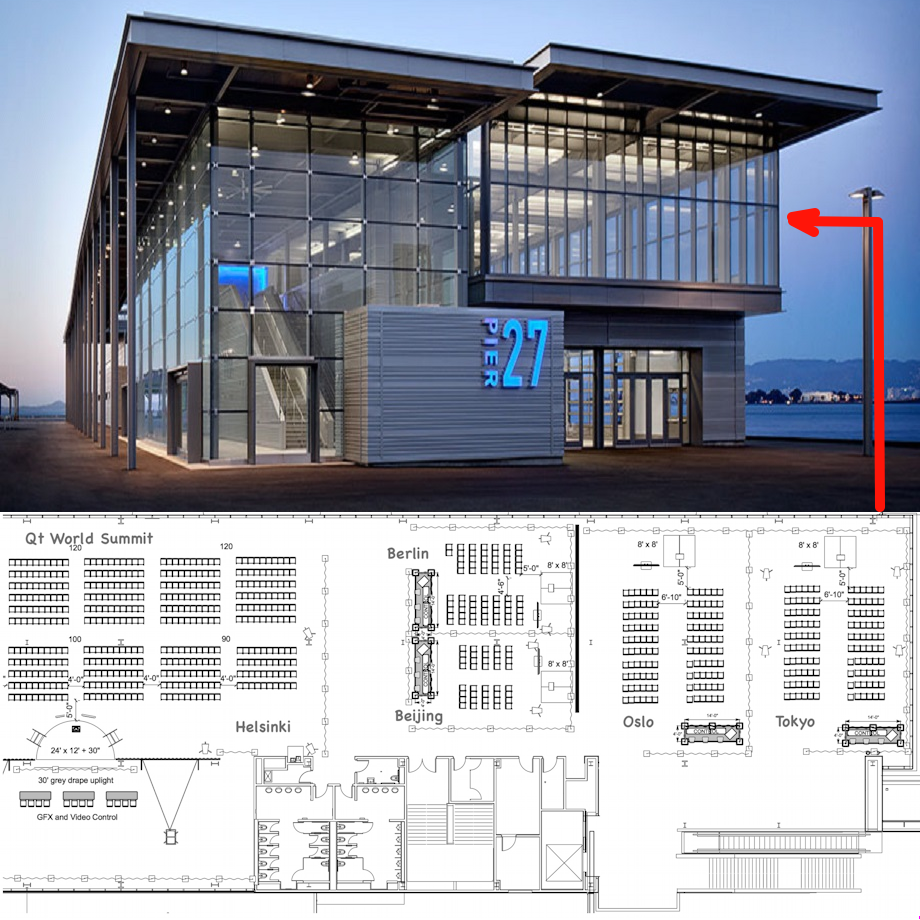 PIER 27
Qt World Summit
120
120
100
90
4'-0"
4'-0"
4'-0"
5'-0"
24' x 12' + 30"
Helsinki
30' grey drape uplight
GFX and Video Control
Berlin
5'-0"
8' x 8'
4'-6"
8' x 8'
Beijing
8' x 8'
5'-0"
6'-10"
Oslo
14'-0"
4'-0"
CONTROL
8' x 8'
5'-0"
6'-10"
Tokyo
14'-0"
4'-0"
CONTROL